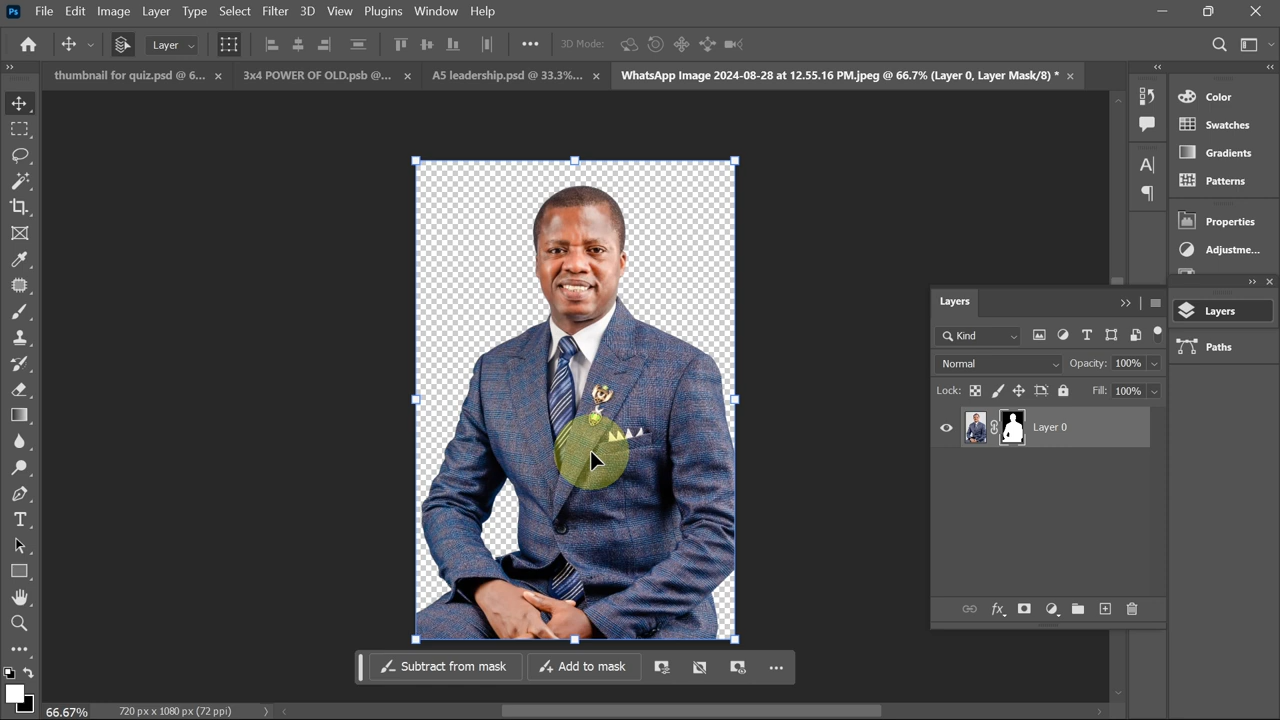 Ps File Edit Image Layer Type Select Filter 3D View Plugins Window Help
Layer 3D Mode:
thumbnail for quiz.psd @ 6... × 3x4 POWER OF OLD.psb @... × A5 leadership.psd @ 33.3%... × WhatsApp Image 2024-08-28 at 12.55.16 PM.jpeg @ 66.7% (Layer 0, Layer Mask/8) * ×
Color
Swatches
Gradients
Patterns
Properties
Adjustme...
Layers
Paths
Layers
Kind
Normal Opacity: 100%
Lock: Fill: 100%
Layer 0
fx
Subtract from mask Add to mask
66.67% 720 px x 1080 px (72 ppi)